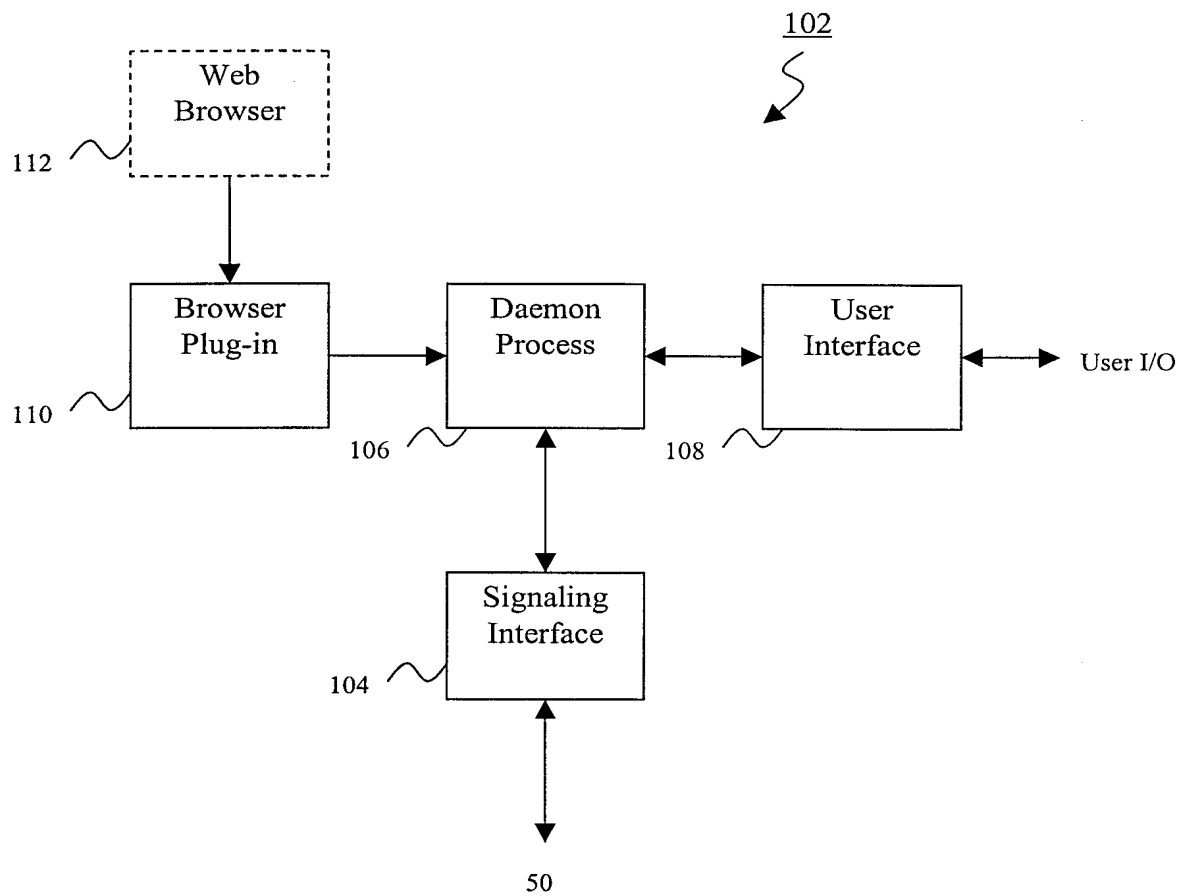 102
Web
Browser
112
Browser
Plug-in
110
Daemon
Process
106
User
Interface
108
User I/O
Signaling
Interface
104
50